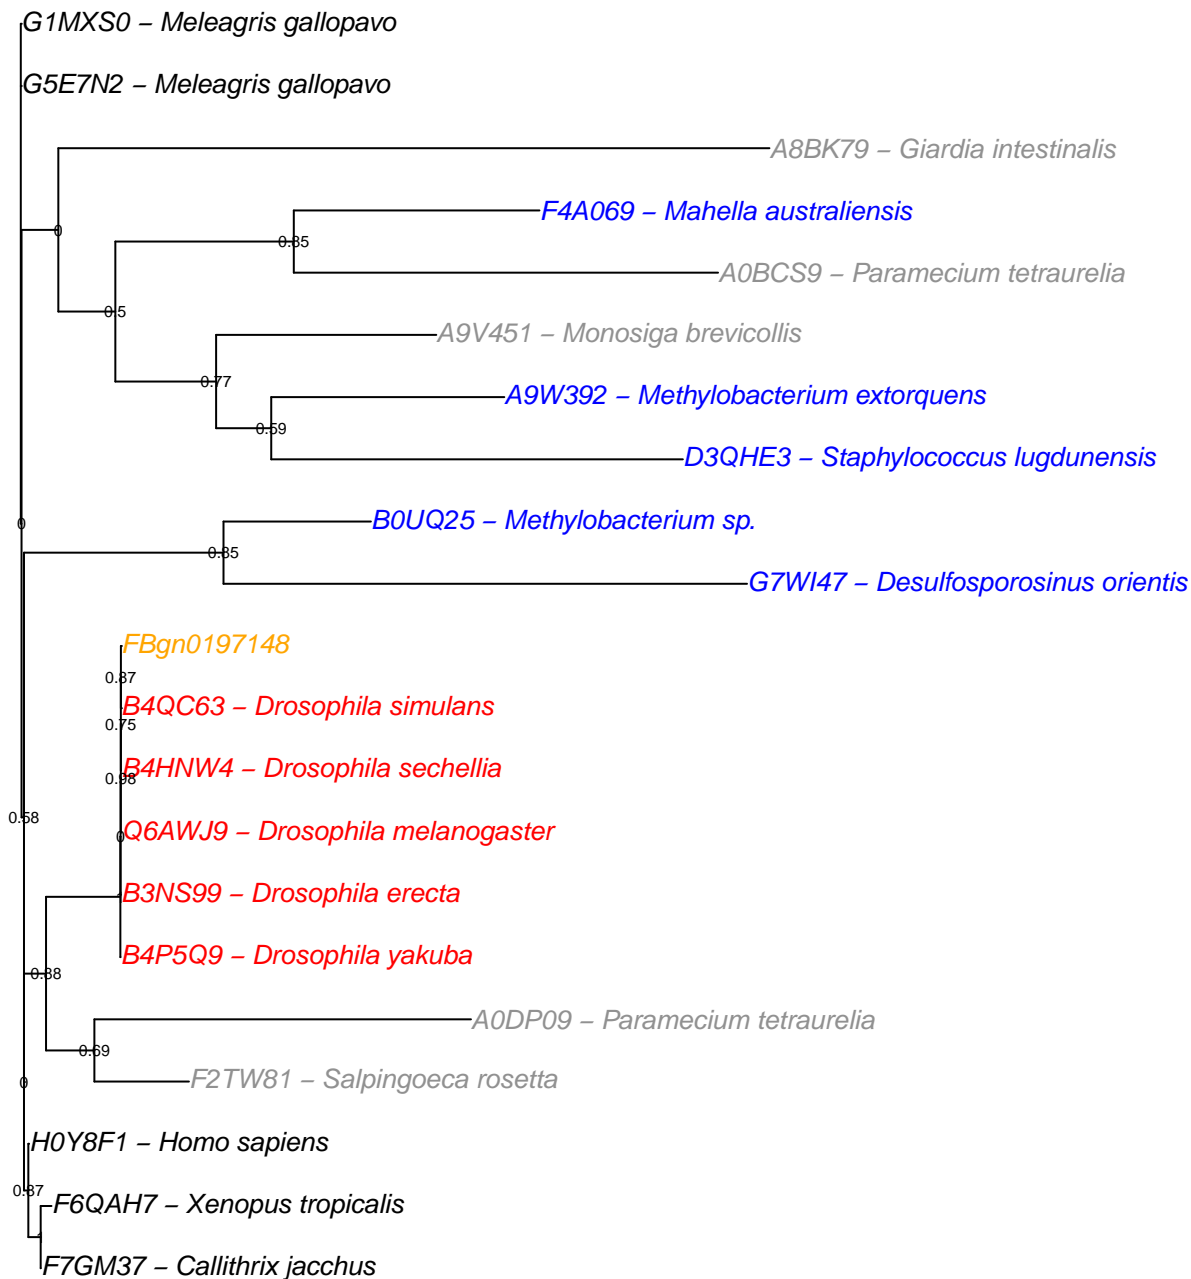 G1MXS0 – Meleagris gallopavo
G5E7N2 – Meleagris gallopavo
A8BK79 – Giardia intestinalis
F4A069 – Mahella australiensis
0
0.85
A0BCS9 – Paramecium tetraurelia
0.5
A9V451 – Monosiga brevicollis
0.77
A9W392 – Methylobacterium extorquens
0.59
D3QHE3 – Staphylococcus lugdunensis
B0UQ25 – Methylobacterium sp.
0
0.85
G7WI47 – Desulfosporosinus orientis
FBgn0197148
0.87
B4QC63 – Drosophila simulans
0.75
B4HNW4 – Drosophila sechellia
0.98
0.58
Q6AWJ9 – Drosophila melanogaster
0
B3NS99 – Drosophila erecta
B4P5Q9 – Drosophila yakuba
0.88
A0DP09 – Paramecium tetraurelia
0.69
F2TW81 – Salpingoeca rosetta
0
H0Y8F1 – Homo sapiens
0.87
F6QAH7 – Xenopus tropicalis
F7GM37 – Callithrix jacchus